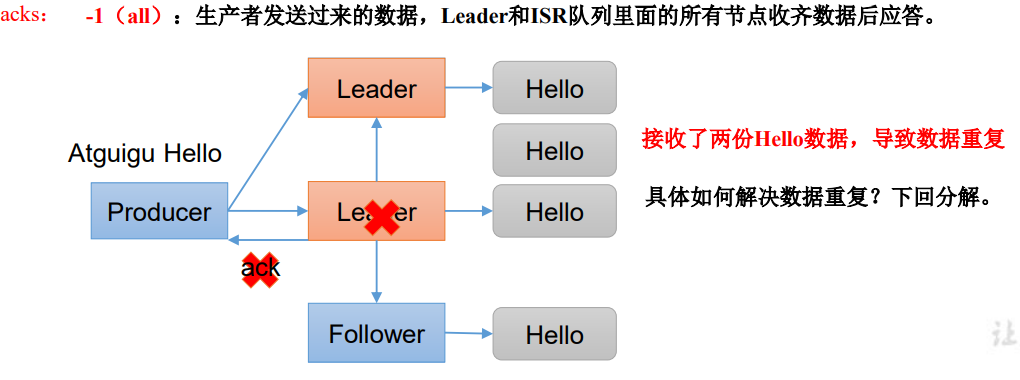 acks： -1（all）：生产者发送过来的数据，Leader和ISR队列里面的所有节点收齐数据后应答。
Leader
Hello
Hello
接收了两份Hello数据，导致数据重复
Atguigu Hello
Producer
Leader
Hello
具体如何解决数据重复？下回分解。
ack
Follower
Hello
让